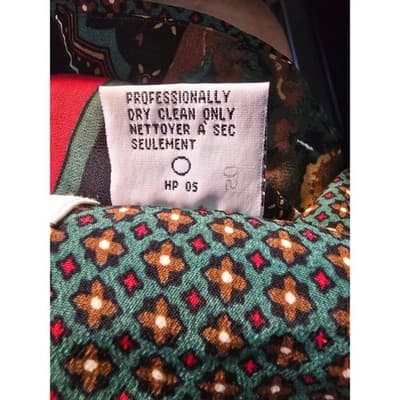 PROFESSIONALLY
DRY CLEAN ONLY
NETTOYER A SEC
SEULEMENT
HP 05